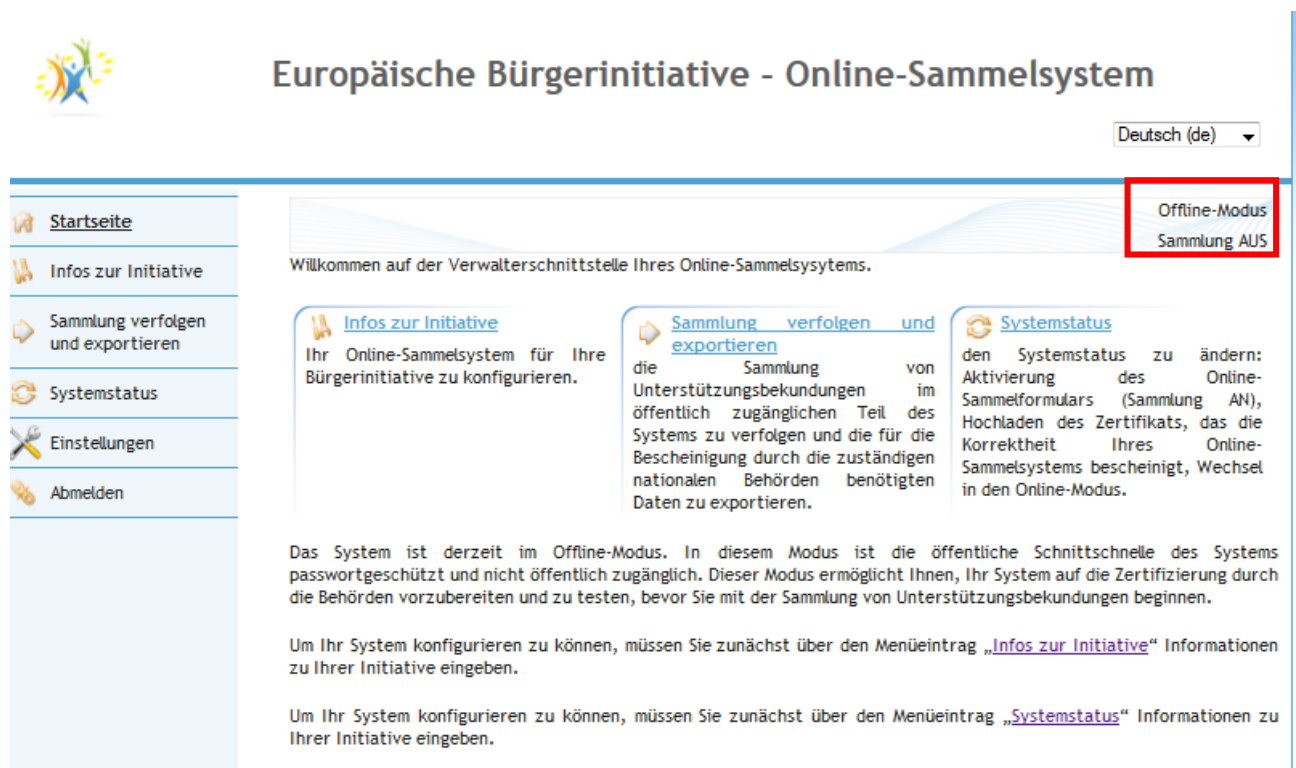 Europäische Bürgerinitiative - Online-Sammelsystem
Deutsch (de)
Startseite
Infos zur Initiative
Sammlung verfolgen
und exportieren
Systemstatus
Einstellungen
Abmelden
Offline-Modus
Sammlung AUS
Willkommen auf der Verwalterschnittstelle Ihres Online-Sammelsysytems.
Infos zur Initiative
Ihr Online-Sammelsystem für Ihre
Bürgerinitiative zu konfigurieren.
Sammlung verfolgen und
exportieren
die Sammlung von
Unterstützungsbekundungen im
öffentlich zugänglichen Teil des
Systems zu verfolgen und die für die
Bescheinigung durch die zuständigen
nationalen Behörden benötigten
Daten zu exportieren.
Systemstatus
den Systemstatus zu ändern:
Aktivierung des Online-
Sammelformulars (Sammlung AN),
Hochladen des Zertifikats, das die
Korrektheit Ihres Online-
Sammelsystems bescheinigt, Wechsel
in den Online-Modus.
Das System ist derzeit im Offline-Modus. In diesem Modus ist die öffentliche Schnittschnelle des Systems
passwortgeschützt und nicht öffentlich zugänglich. Dieser Modus ermöglicht Ihnen, Ihr System auf die Zertifizierung durch
die Behörden vorzubereiten und zu testen, bevor Sie mit der Sammlung von Unterstützungsbekundungen beginnen.
Um Ihr System konfigurieren zu können, müssen Sie zunächst über den Menüeintrag „Infos zur Initiative“ Informationen
zu Ihrer Initiative eingeben.
Um Ihr System konfigurieren zu können, müssen Sie zunächst über den Menüeintrag „Systemstatus“ Informationen zu
Ihrer Initiative eingeben.